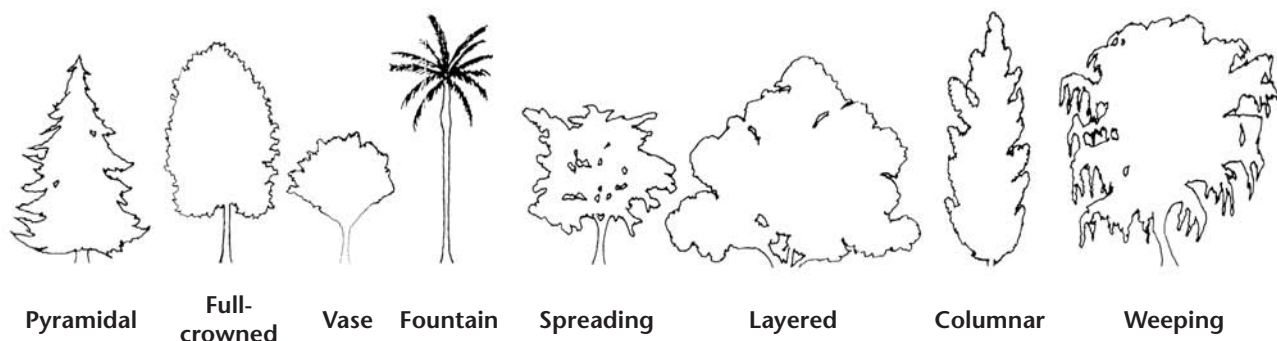 Pyramidal
Full-
crowned
Vase
Fountain
Spreading
Layered
Columnar
Weeping